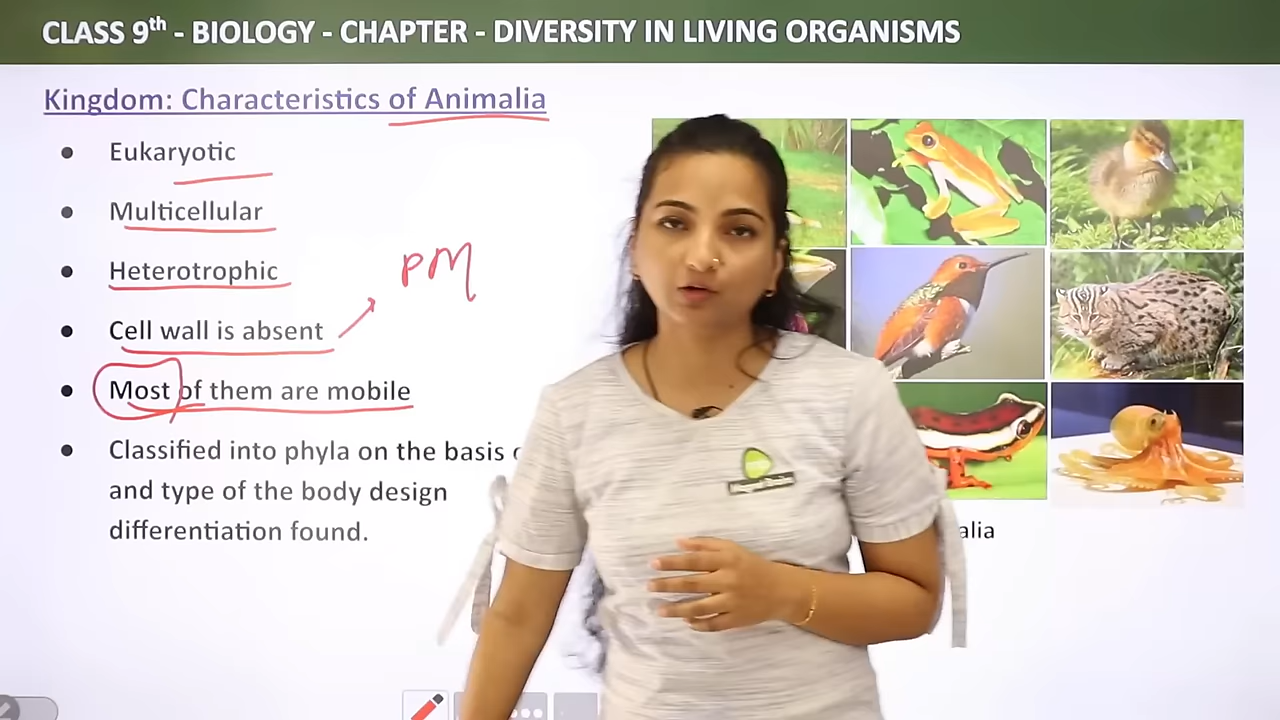 CLASS 9th - BIOLOGY - CHAPTER - DIVERSITY IN LIVING ORGANISMS
Kingdom: Characteristics of Animalia
• Eukaryotic
• Multicellular
• Heterotrophic
PM
• Cell wall is absent
• Most of them are mobile
• Classified into phyla on the basis
and type of the body design
differentiation found.
alia